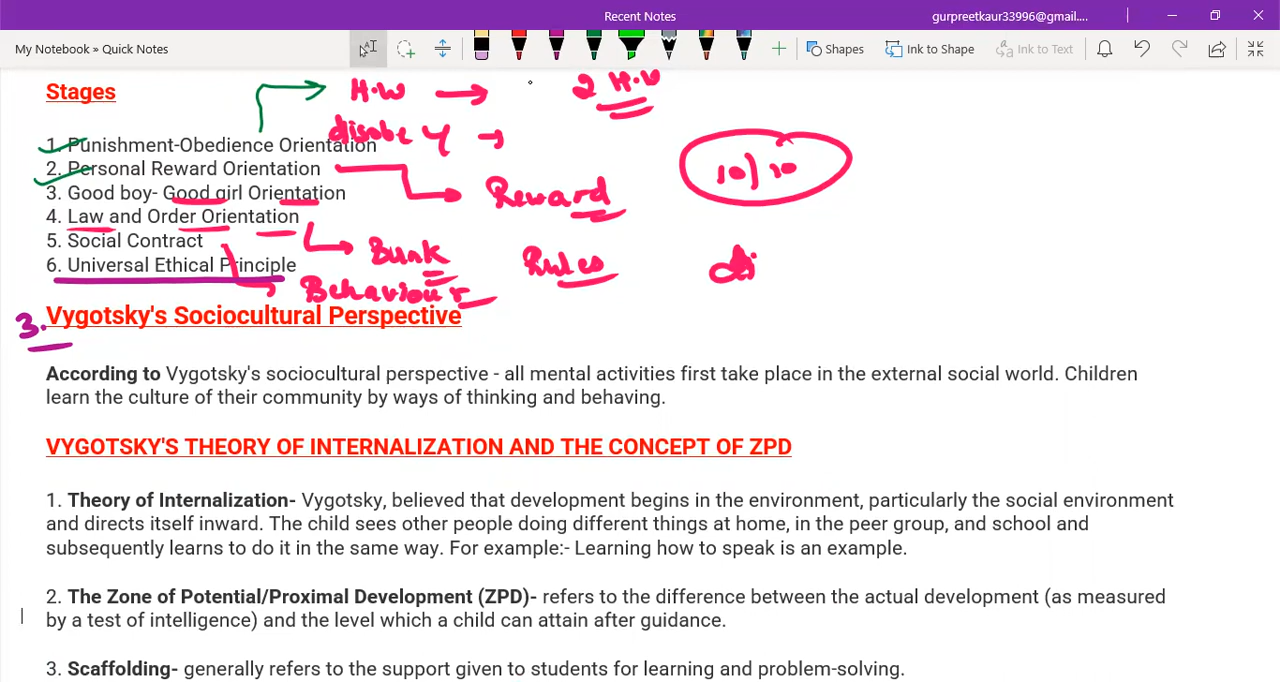 Recent Notes
gurpreetkaur33996@gmail....
My Notebook » Quick Notes
Shapes
Ink to Shape
Ink to Text
Stages
H.W → 2 H.W
disobey →
1. Punishment-Obedience Orientation
2. Personal Reward Orientation
10/10
3. Good boy- Good girl Orientation
Reward
4. Law and Order Orientation
5. Social Contract
Bunk Rules
6. Universal Ethical Principle
Behaviour
3. Vygotsky's Sociocultural Perspective
According to Vygotsky's sociocultural perspective - all mental activities first take place in the external social world. Children
learn the culture of their community by ways of thinking and behaving.
VYGOTSKY'S THEORY OF INTERNALIZATION AND THE CONCEPT OF ZPD
1. Theory of Internalization- Vygotsky, believed that development begins in the environment, particularly the social environment
and directs itself inward. The child sees other people doing different things at home, in the peer group, and school and
subsequently learns to do it in the same way. For example:- Learning how to speak is an example.
2. The Zone of Potential/Proximal Development (ZPD)- refers to the difference between the actual development (as measured
by a test of intelligence) and the level which a child can attain after guidance.
3. Scaffolding- generally refers to the support given to students for learning and problem-solving.